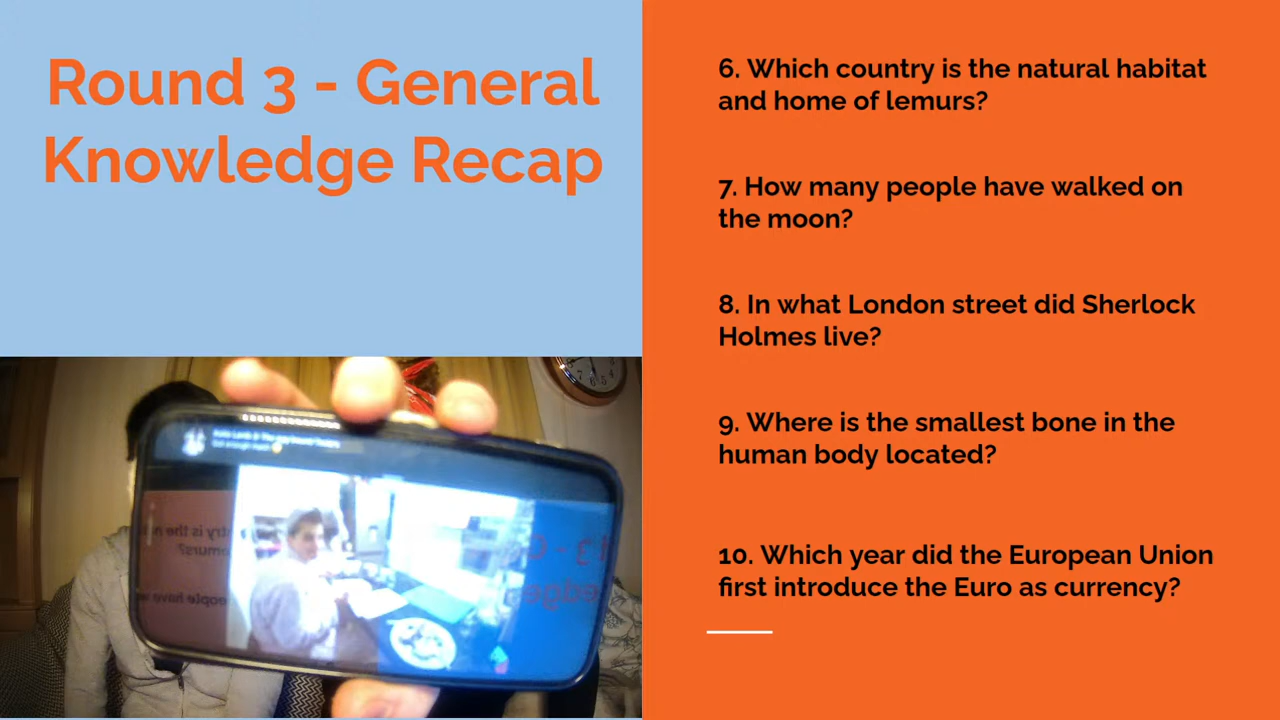 Round 3 - General
Knowledge Recap
6. Which country is the natural habitat
and home of lemurs?
7. How many people have walked on
the moon?
8. In what London street did Sherlock
Holmes live?
9. Where is the smallest bone in the
human body located?
10. Which year did the European Union
first introduce the Euro as currency?